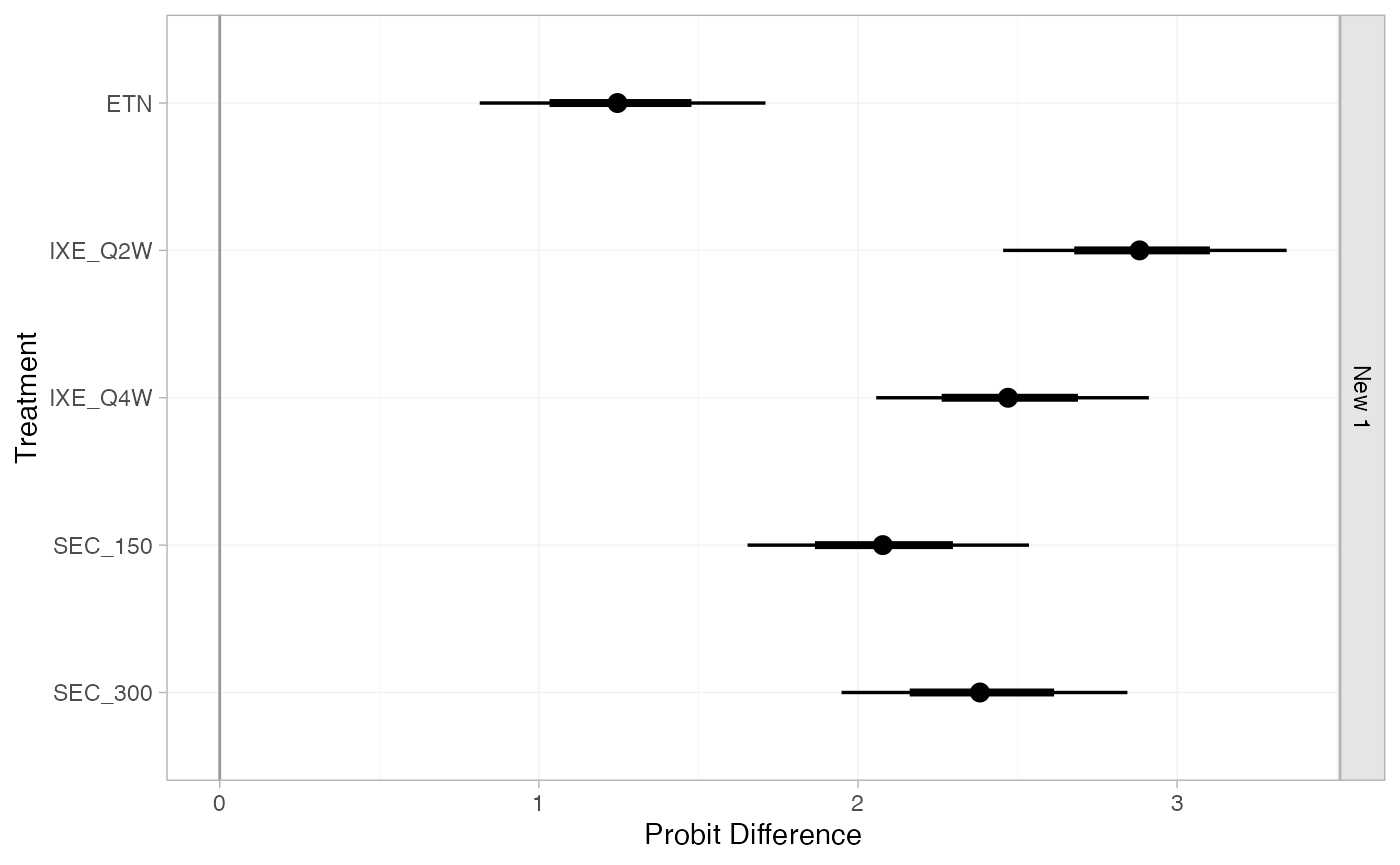 ETN
IXE_Q2W
IXE_Q4W
SEC_150
SEC_300
Treatment
New 1
0 1 2 3
Probit Difference